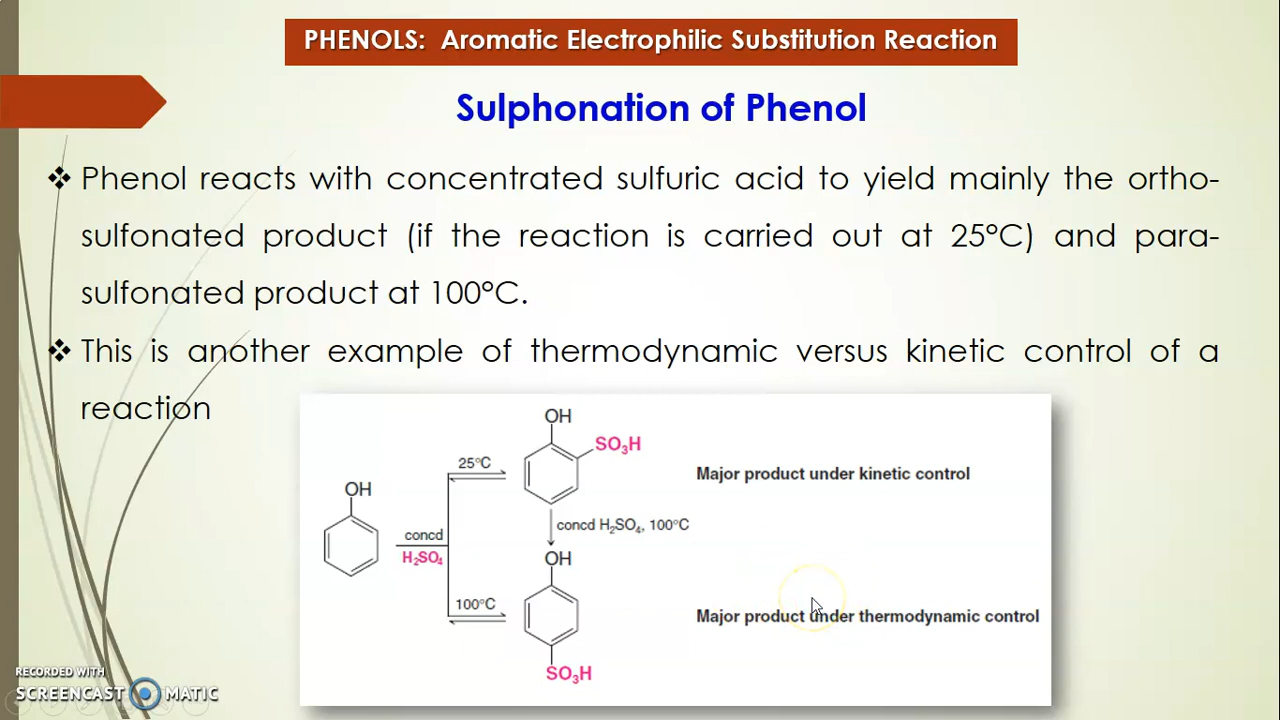 PHENOLS: Aromatic Electrophilic Substitution Reaction
Sulphonation of Phenol
❖ Phenol reacts with concentrated sulfuric acid to yield mainly the ortho-
sulfonated product (if the reaction is carried out at 25°C) and para-
sulfonated product at 100°C.
❖ This is another example of thermodynamic versus kinetic control of a
reaction
OH
SO₃H
25°C
Major product under kinetic control
OH
concd H₂SO₄, 100°C
concd
H₂SO₄
OH
100°C
Major product under thermodynamic control
SO₃H
RECORDED WITH
SCREENCAST MATIC